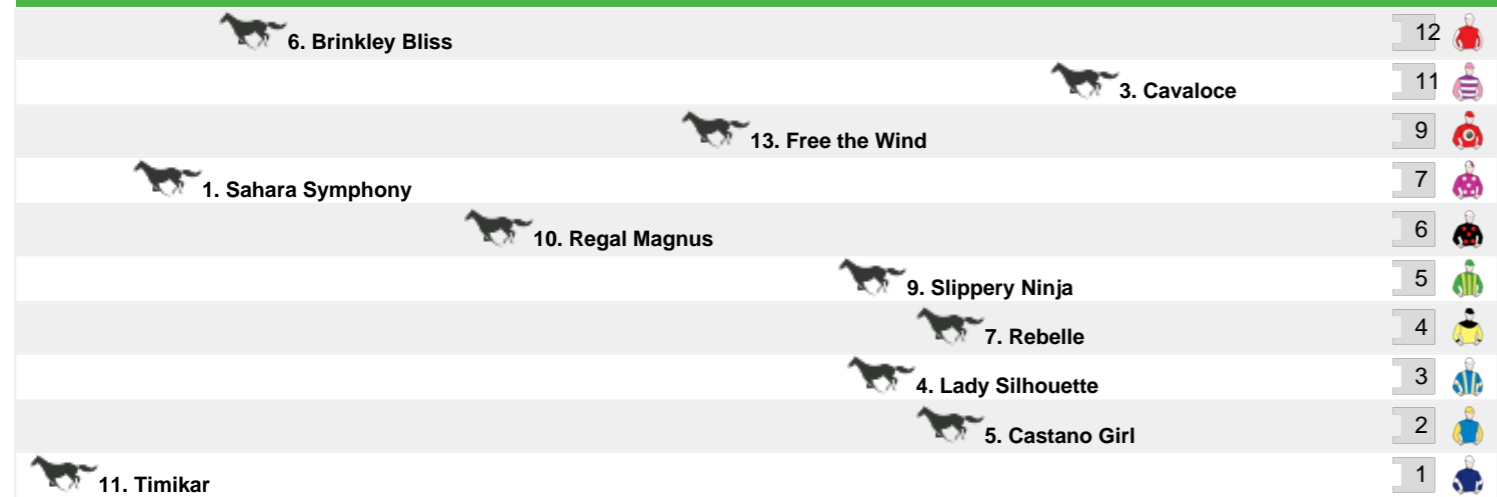 6. Brinkley Bliss 12
3. Cavaloce 11
13. Free the Wind 9
1. Sahara Symphony 7
10. Regal Magnus 6
9. Slippery Ninja 5
7. Rebelle 4
4. Lady Silhouette 3
5. Castano Girl 2
11. Timikar 1